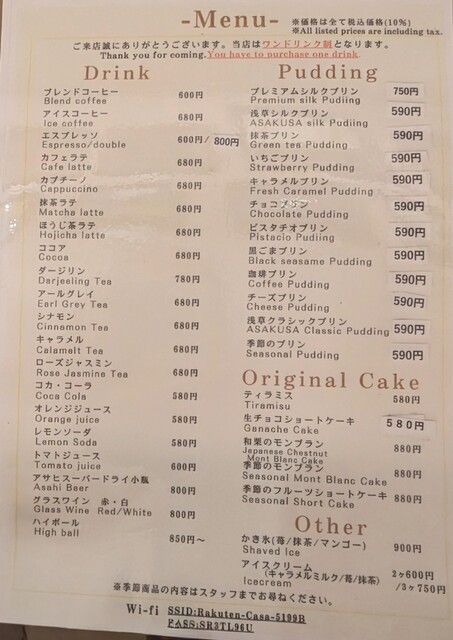 -Menu-
※価格は全て税込価格(10%)
※All listed prices are including tax.
ご来店誠にありがとうございます。当店はワンドリンク制となります。
Thank you for coming.You have to purchase one drink.
Drink
ブレンドコーヒー
Blend coffee 600円
アイスコーヒー
Ice coffee 680円
エスプレッソ
Espresso/double 600円/800円
カフェラテ
Cafe latte 680円
カプチーノ
Cappuccino 680円
抹茶ラテ
Matcha latte 680円
ほうじ茶ラテ
Hojicha latte 680円
ココア
Cocoa 680円
ダージリン
Darjeeling Tea 780円
アールグレイ
Earl Grey Tea 680円
シナモン
Cinnamon Tea 680円
キャラメル
Calamelt Tea 680円
ローズジャスミン
Rose Jasmine Tea 680円
コカ・コーラ
Coca Cola 580円
オレンジジュース
Orange juice 580円
レモンソーダ
Lemon Soda 580円
トマトジュース
Tomato juice 600円
アサヒスーパードライ小瓶
Asahi Beer 800円
グラスワイン 赤・白
Glass Wine Red/White 800円
ハイボール
High ball 850円～
Pudding
プレミアムシルクプリン 750円
Premium silk Pudiing
浅草シルクプリン 590円
ASAKUSA silk Pudiing
抹茶プリン 590円
Green tea Pudding
いちごプリン 590円
Strawberry Pudding
キャラメルプリン 590円
Fresh Caramel Pudding
チョコプリン 590円
Chocolate Pudding
ピスタチオプリン 590円
Pistacio Pudding
黒ごまプリン 590円
Black seasame Pudding
珈琲プリン 590円
Coffee Pudding
チーズプリン 590円
Cheese Pudding
浅草クラシックプリン 590円
ASAKUSA Classic Pudding
季節のプリン 590円
Seasonal Pudding
Original Cake
ティラミス 580円
Tiramisu
生チョコショートケーキ 580円
Ganache Cake
和栗のモンブラン 880円
Japanese Chestnut
Mont Blanc Cake
季節のモンブラン 880円
Seasonal Mont Blanc Cake
季節のフルーツショートケーキ 880円
Seasonal Short Cake
Other
かき氷(苺/抹茶/マンゴー) 900円
Shaved Ice
アイスクリーム
(キャラメルミルク/苺/抹茶) 2ヶ600円
Icecream /3ヶ750円
※季節商品の内容はスタッフまでお尋ねください。
Wi-fi SSID:Rakuten-Casa-5199B
PASS:SR3TL96U